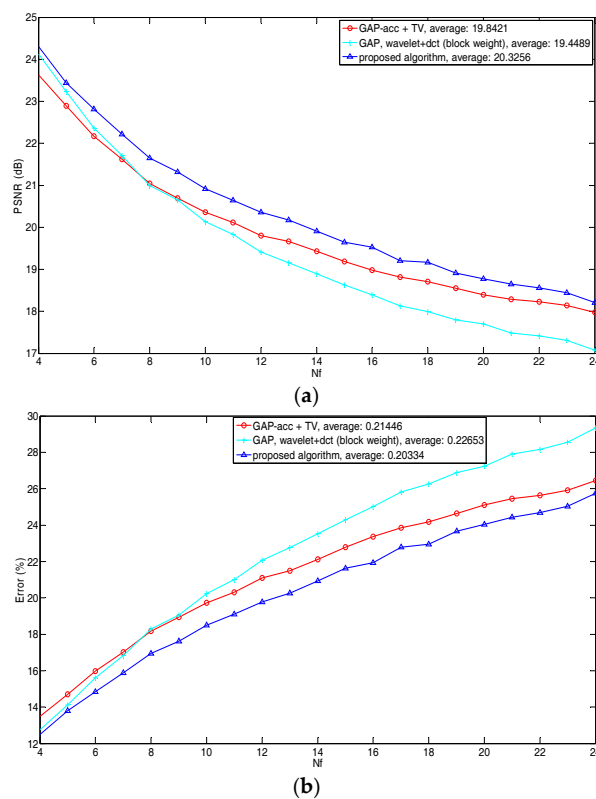 GAP-acc + TV, average: 19.8421
GAP, wavelet+dct (block weight), average: 19.4489
proposed algorithm, average: 20.3256
25
24
23
22
21
20
19
18
17
PSNR (dB)
4 6 8 10 12 14 16 18 20 22 24
Nf
(a)
GAP-acc + TV, average: 0.21446
GAP, wavelet+dct (block weight), average: 0.22653
proposed algorithm, average: 0.20334
30
28
26
24
22
20
18
16
14
12
Error (%)
4 6 8 10 12 14 16 18 20 22 24
Nf
(b)